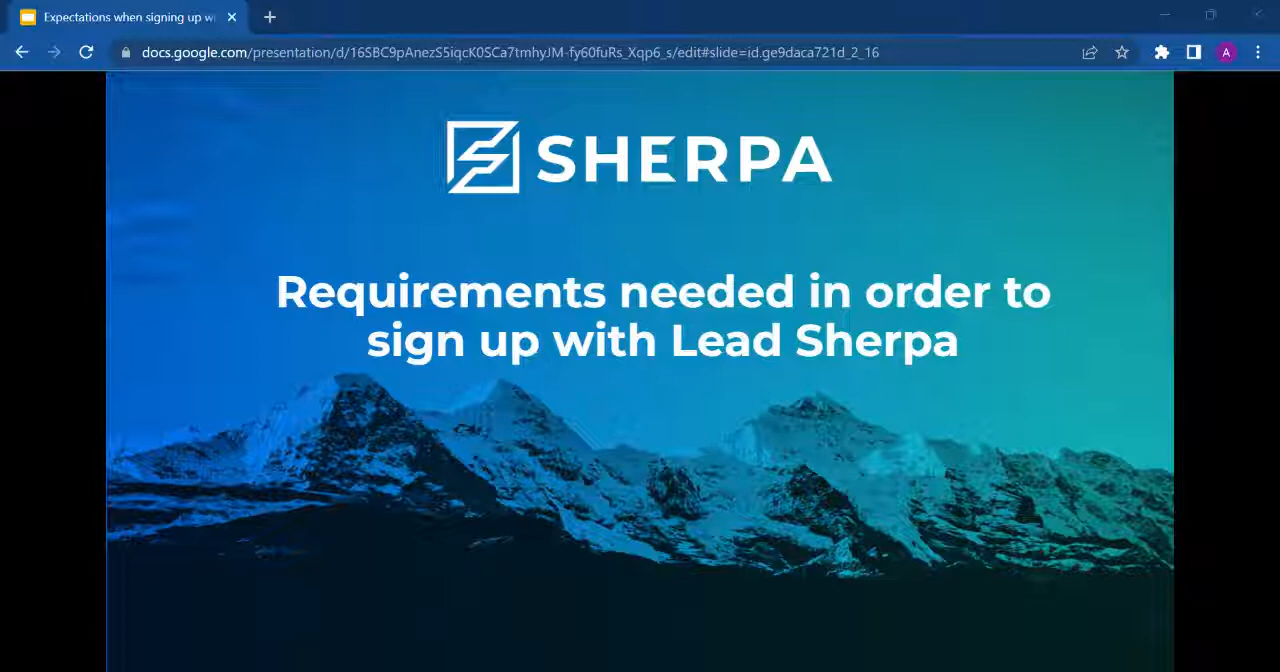 Expectations when signing up wi
docs.google.com/presentation/d/16SBC9pAnezS5iqcK0SCa7tmhyJM-fy60fuRs_Xqp6_s/edit#slide=id.ge9daca721d_2_16
A
SHERPA
Requirements needed in order to
sign up with Lead Sherpa